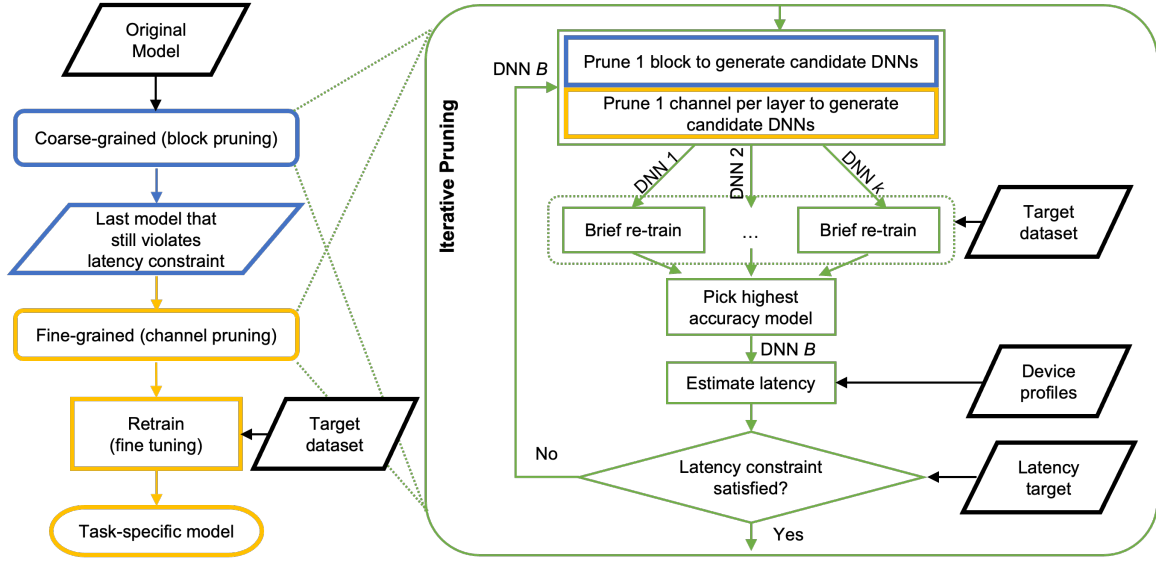 Original
Model
Coarse-grained (block pruning)
Last model that
still violates
latency constraint
Fine-grained (channel pruning)
Retrain
(fine tuning)
Target
dataset
Task-specific model
Iterative Pruning
DNN B
Prune 1 block to generate candidate DNNs
Prune 1 channel per layer to generate
candidate DNNs
DNN 1
DNN 2
DNN k
Brief re-train
...
Brief re-train
Target
dataset
Pick highest
accuracy model
DNN B
Estimate latency
Device
profiles
No
Latency constraint
satisfied?
Latency
target
Yes